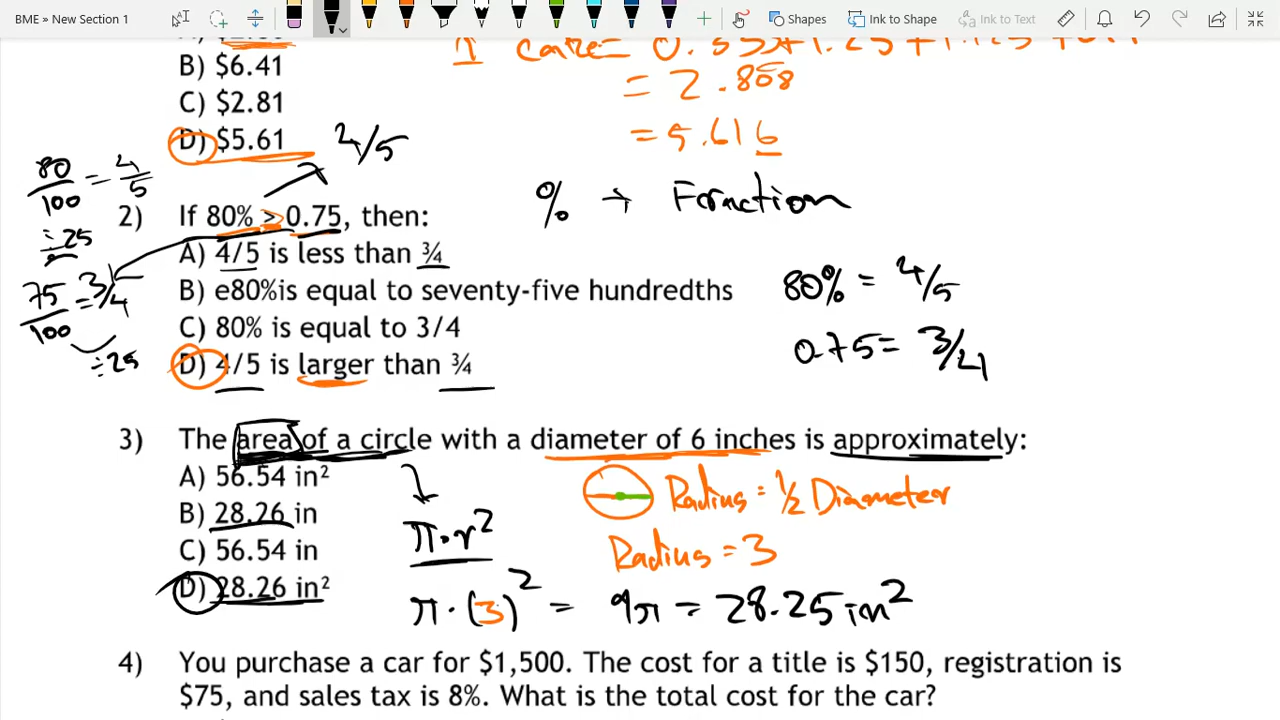 BME » New Section 1
Shapes
Ink to Shape
Ink to Text
B) $6.41
C) $2.81
D) $5.61
= 2.808
= 5.616
4/5
80/100 = 4/5
÷25
75/100 = 3/4
÷25
% → Fraction
2) If 80% > 0.75, then:
A) 4/5 is less than ¾
B) e80%is equal to seventy-five hundredths
C) 80% is equal to 3/4
D) 4/5 is larger than ¾
80% = 4/5
0.75 = 3/4
3) The area of a circle with a diameter of 6 inches is approximately:
A) 56.54 in²
B) 28.26 in
C) 56.54 in
D) 28.26 in²
π·r²
Radius = ½ Diameter
Radius = 3
π·(3)² = 9π = 28.25 in²
4) You purchase a car for $1,500. The cost for a title is $150, registration is
$75, and sales tax is 8%. What is the total cost for the car?